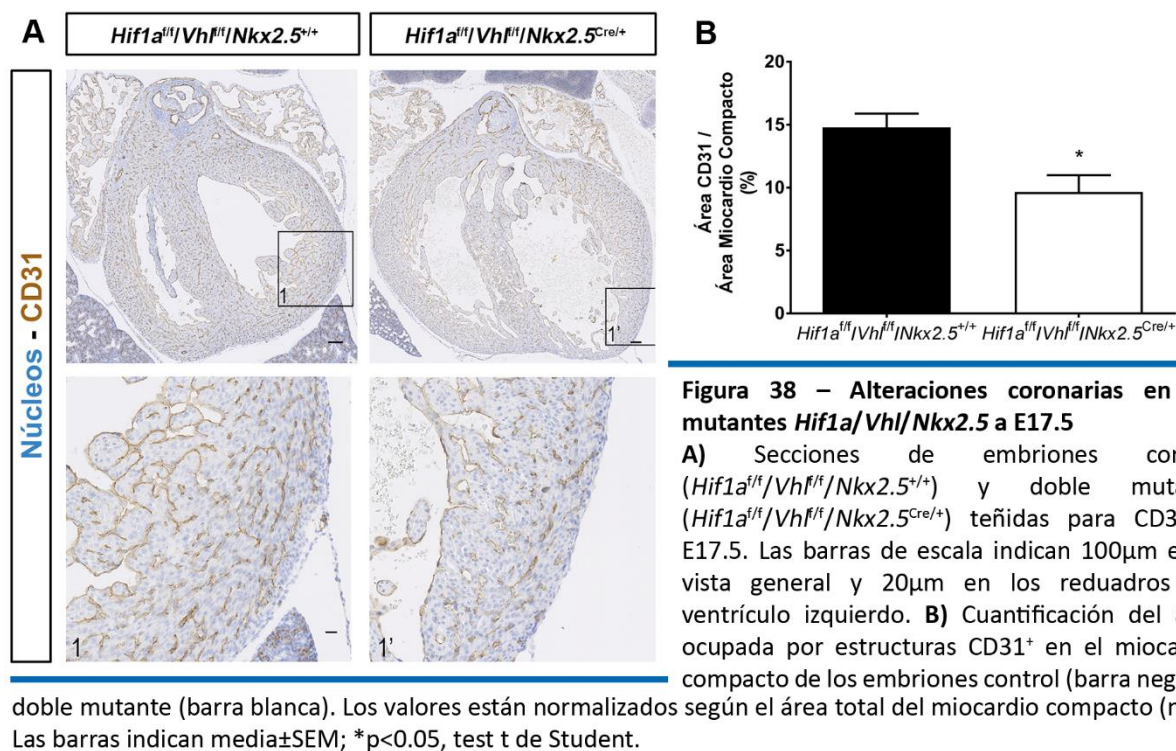 A
Hif1a^f/f/Vhl^f/f/Nkx2.5^+/+
Hif1a^f/f/Vhl^f/f/Nkx2.5^Cre/+
Núcleos - CD31
1
1'
1
1'
B
Área CD31 /
Área Miocardio Compacto
(%)
20
15
10
5
0
*
Hif1a^f/f/Vhl^f/f/Nkx2.5^+/+
Hif1a^f/f/Vhl^f/f/Nkx2.5^Cre/+
Figura 38 – Alteraciones coronarias en
mutantes Hif1a/Vhl/Nkx2.5 a E17.5
A) Secciones de embriones
(Hif1a^f/f/Vhl^f/f/Nkx2.5^+/+) y doble
(Hif1a^f/f/Vhl^f/f/Nkx2.5^Cre/+) teñidas para
E17.5. Las barras de escala indican 100μm
vista general y 20μm en los reduadros
ventrículo izquierdo. B) Cuantificación del
ocupada por estructuras CD31⁺ en el
compacto de los embriones control (barra
doble mutante (barra blanca). Los valores están normalizados según el área total del miocardio compacto
Las barras indican media±SEM; *p<0.05, test t de Student.